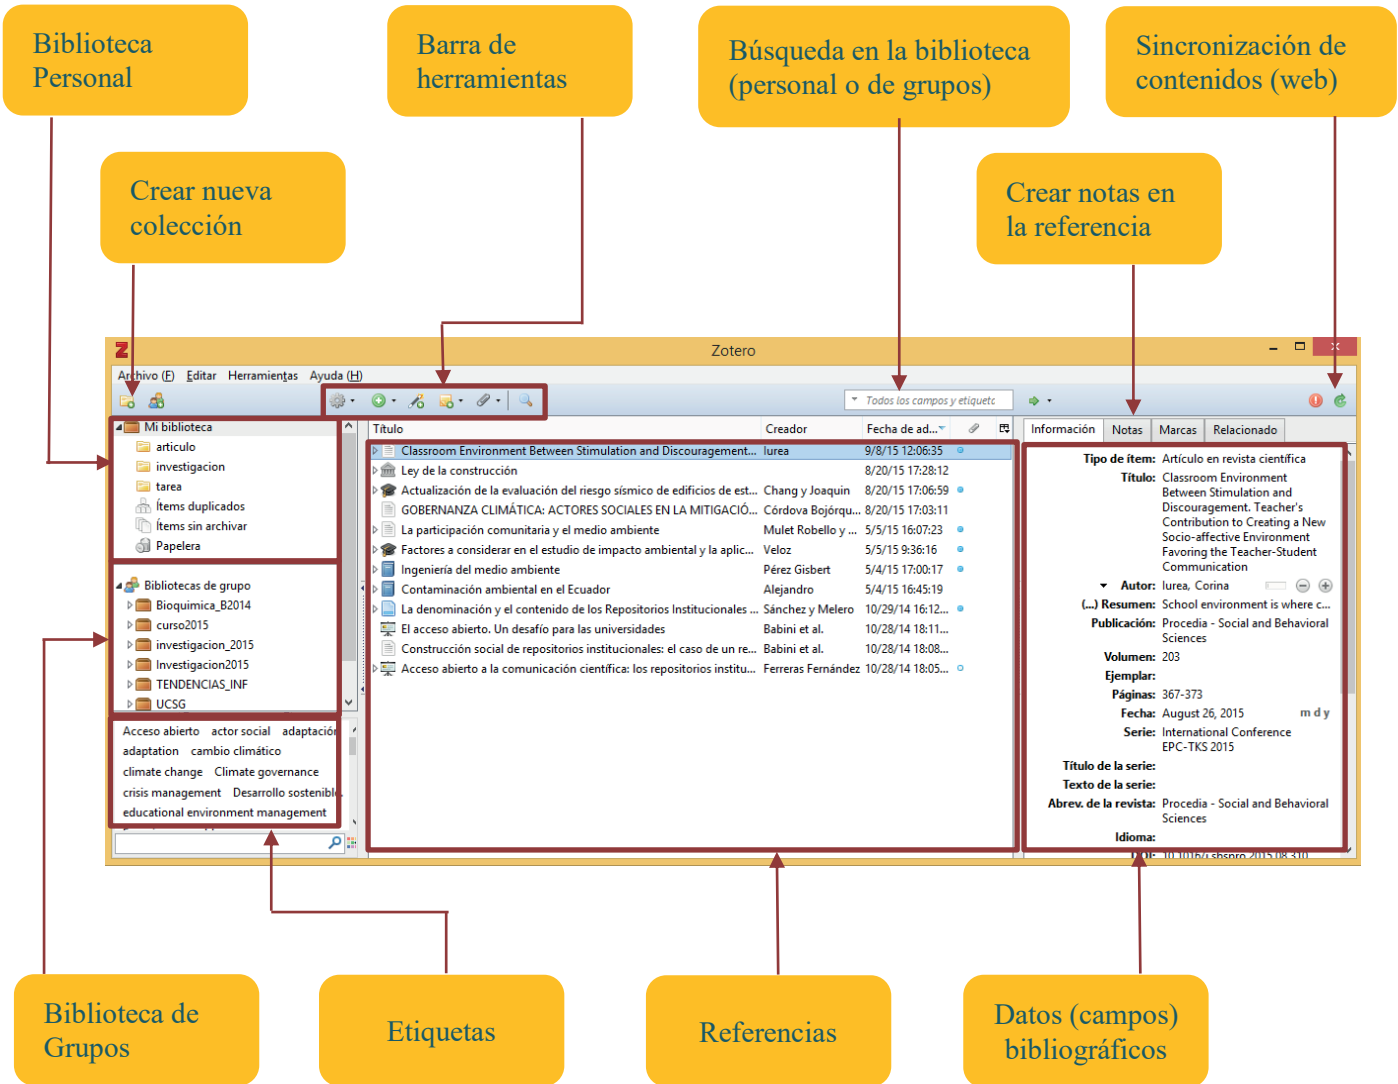 Biblioteca
Personal
Barra de
herramientas
Búsqueda en la biblioteca
(personal o de grupos)
Sincronización de
contenidos (web)
Crear nueva
colección
Crear notas en
la referencia
Z
Zotero
Archivo (F) Editar Herramientas Ayuda (H)
Todos los campos y etiquetc
Mi biblioteca
articulo
investigacion
tarea
Ítems duplicados
Ítems sin archivar
Papelera
Bibliotecas de grupo
Bioquimica_B2014
curso2015
investigacion_2015
Investigacion2015
TENDENCIAS_INF
UCSG
Acceso abierto actor social adaptación
adaptation cambio climático
climate change Climate governance
crisis management Desarrollo sostenible.
educational environment management
Título Creador Fecha de ad...
Classroom Environment Between Stimulation and Discouragement... Iurea 9/8/15 12:06:35
Ley de la construcción 8/20/15 17:28:12
Actualización de la evaluación del riesgo sísmico de edificios de est... Chang y Joaquin 8/20/15 17:06:59
GOBERNANZA CLIMÁTICA: ACTORES SOCIALES EN LA MITIGACIÓ... Córdova Bojórqu... 8/20/15 17:03:11
La participación comunitaria y el medio ambiente Mulet Robello y ... 5/5/15 16:07:23
Factores a considerar en el estudio de impacto ambiental y la aplic... Veloz 5/5/15 9:36:16
Ingeniería del medio ambiente Pérez Gisbert 5/4/15 17:00:17
Contaminación ambiental en el Ecuador Alejandro 5/4/15 16:45:19
La denominación y el contenido de los Repositorios Institucionales ... Sánchez y Melero 10/29/14 16:12...
El acceso abierto. Un desafío para las universidades Babini et al. 10/28/14 18:11...
Construcción social de repositorios institucionales: el caso de un re... Babini et al. 10/28/14 18:08...
Acceso abierto a la comunicación científica: los repositorios institu... Ferreras Fernández 10/28/14 18:05...
Información Notas Marcas Relacionado
Tipo de ítem: Artículo en revista científica
Título: Classroom Environment
Between Stimulation and
Discouragement. Teacher's
Contribution to Creating a New
Socio-affective Environment
Favoring the Teacher-Student
Communication
Autor: Iurea, Corina
(...) Resumen: School environment is where c...
Publicación: Procedia - Social and Behavioral
Sciences
Volumen: 203
Ejemplar:
Páginas: 367-373
Fecha: August 26, 2015 m d y
Serie: International Conference
EPC-TKS 2015
Título de la serie:
Texto de la serie:
Abrev. de la revista: Procedia - Social and Behavioral
Sciences
Idioma:
DOI: 10.1016/j.sbspro.2015.08.310
Biblioteca de
Grupos
Etiquetas
Referencias
Datos (campos)
bibliográficos